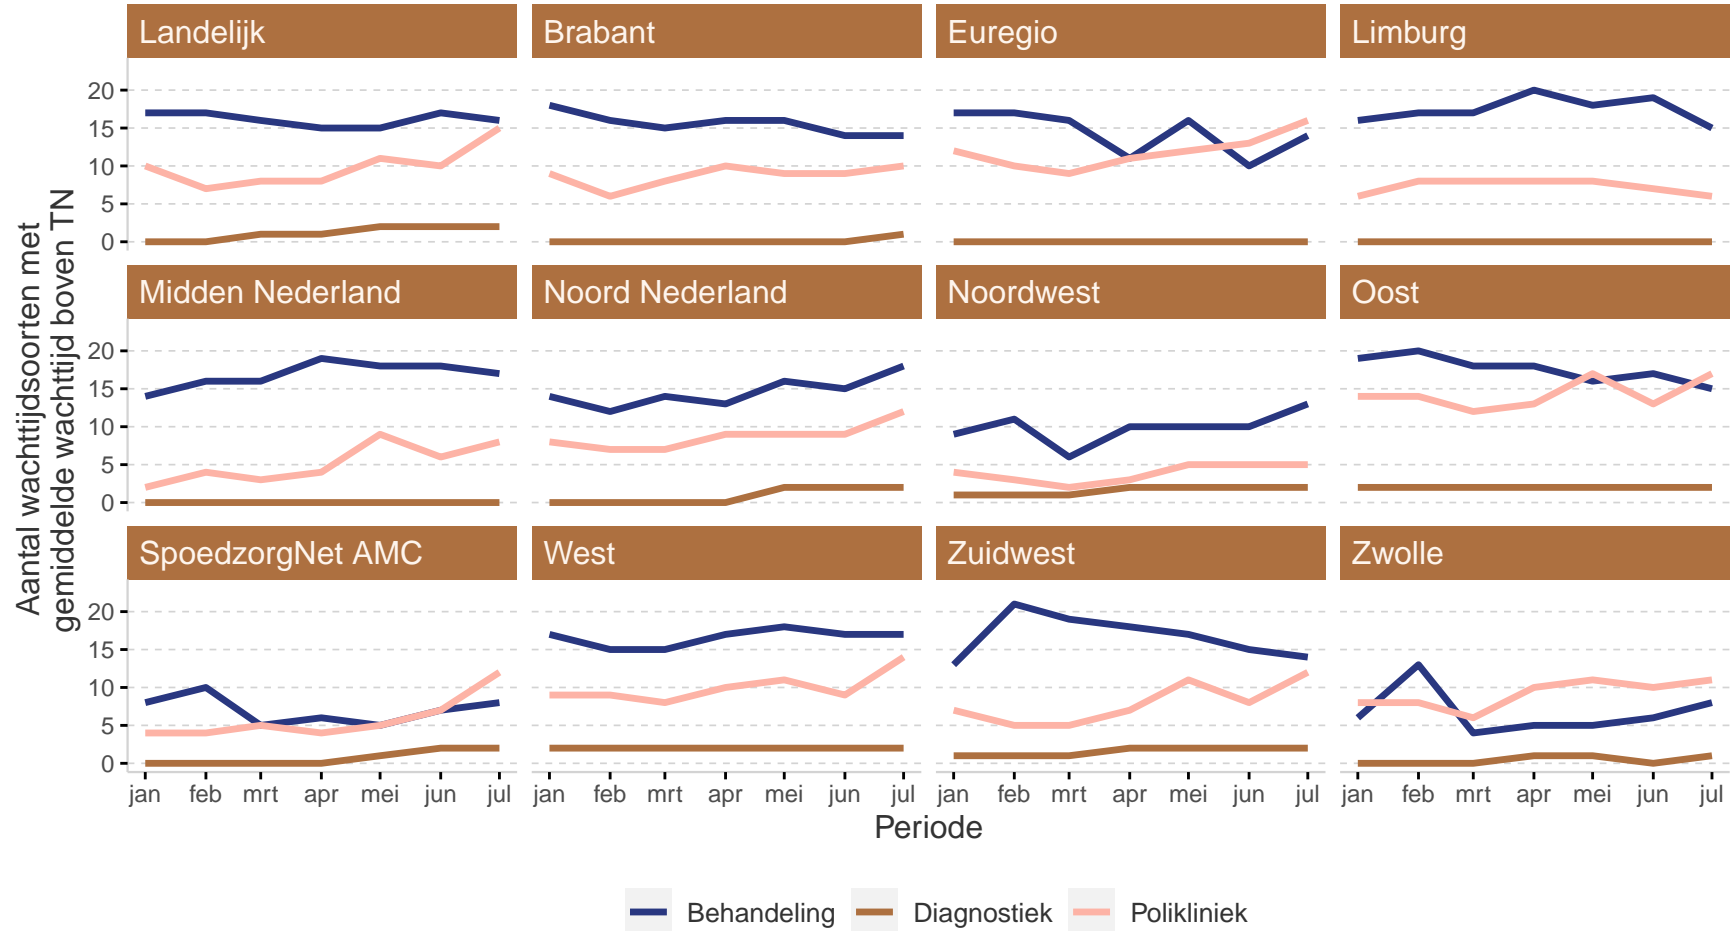 Landelijk
Brabant
Euregio
Limburg
20
15
10
5
0
Midden Nederland
Noord Nederland
Noordwest
Oost
20
15
10
5
0
SpoedzorgNet AMC
West
Zuidwest
Zwolle
20
15
10
5
0
Aantal wachttijdsoorten met
gemiddelde wachttijd boven TN
jan feb mrt apr mei jun jul
jan feb mrt apr mei jun jul
jan feb mrt apr mei jun jul
jan feb mrt apr mei jun jul
Periode
Behandeling Diagnostiek Polikliniek